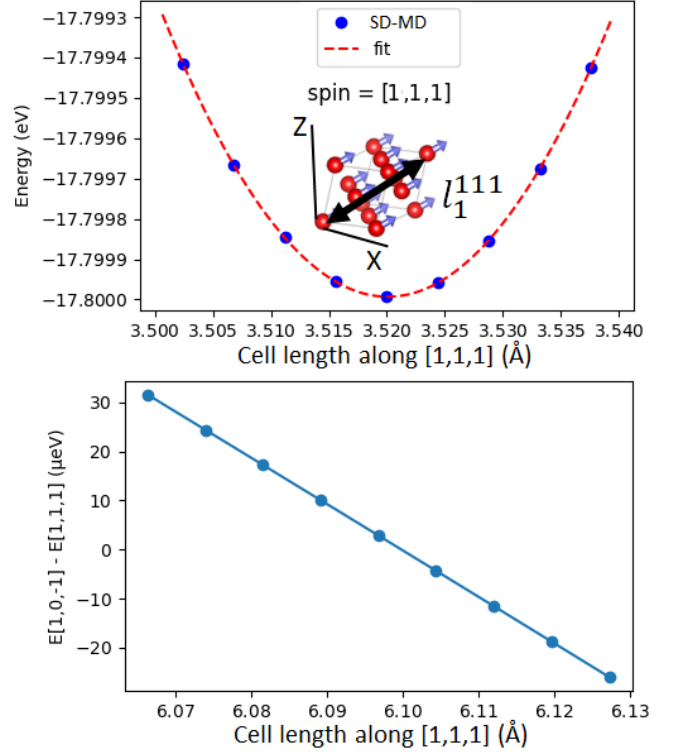 −17.7993
−17.7994
−17.7995
−17.7996
−17.7997
−17.7998
−17.7999
−17.8000
Energy (eV)
SD-MD
fit
spin = [1,1,1]
Z
X
l₁¹¹¹
3.500 3.505 3.510 3.515 3.520 3.525 3.530 3.535 3.540
Cell length along [1,1,1] (Å)
30
20
10
0
−10
−20
E[1,0,-1] - E[1,1,1] (µeV)
6.07 6.08 6.09 6.10 6.11 6.12 6.13
Cell length along [1,1,1] (Å)